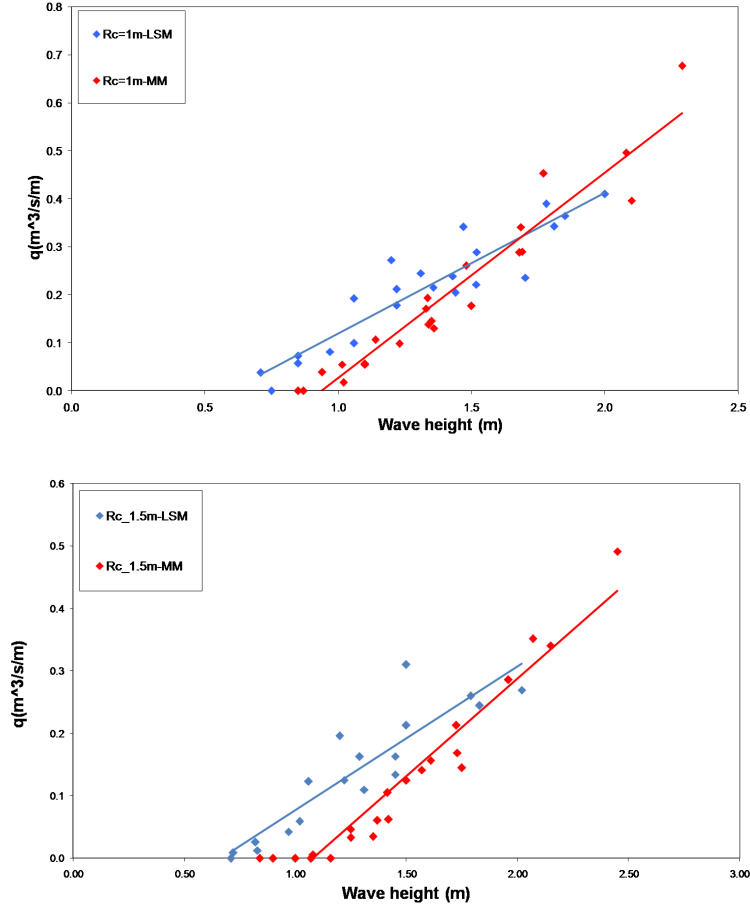 0.8
Rc=1m-LSM
0.7
Rc=1m-MM
0.6
0.5
0.4
0.3
0.2
0.1
0.0
q(m^3/s/m)
0.0 0.5 1.0 1.5 2.0 2.5
Wave height (m)
0.6
Rc_1.5m-LSM
0.5
Rc_1.5m-MM
0.4
0.3
0.2
0.1
0.0
q(m^3/s/m)
0.00 0.50 1.00 1.50 2.00 2.50 3.00
Wave height (m)